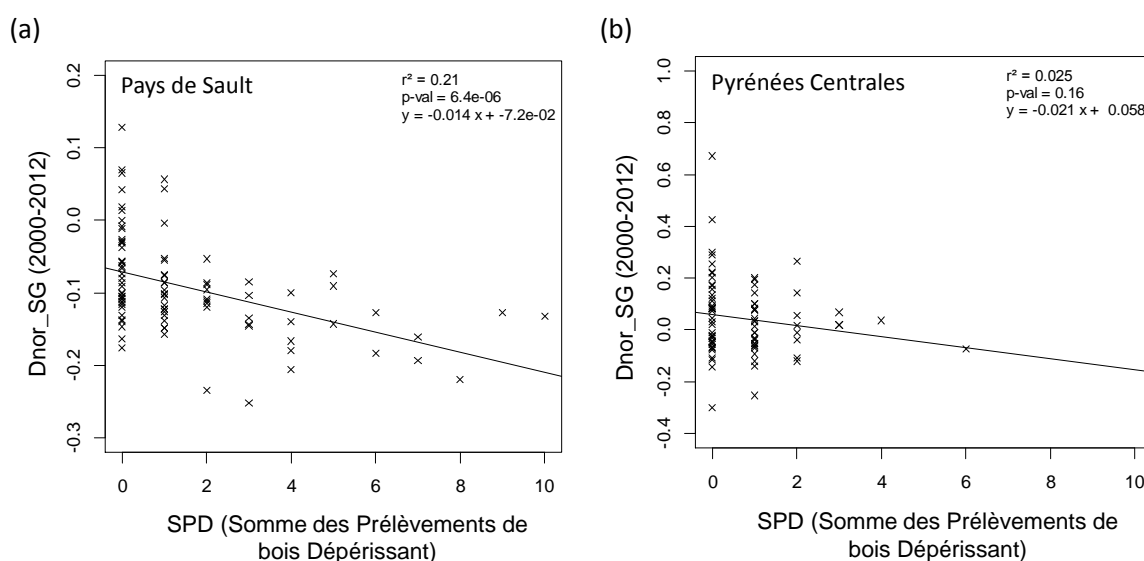 (a)
Pays de Sault
r² = 0.21
p-val = 6.4e-06
y = -0.014 x + -7.2e-02
0.2
0.1
0.0
-0.1
-0.2
-0.3
Dnor_SG (2000-2012)
0 2 4 6 8 10
SPD (Somme des Prélèvements de
bois Dépérissant)
(b)
Pyrénées Centrales
r² = 0.025
p-val = 0.16
y = -0.021 x + 0.058
1.0
0.8
0.6
0.4
0.2
0.0
-0.2
-0.4
Dnor_SG (2000-2012)
0 2 4 6 8 10
SPD (Somme des Prélèvements de
bois Dépérissant)